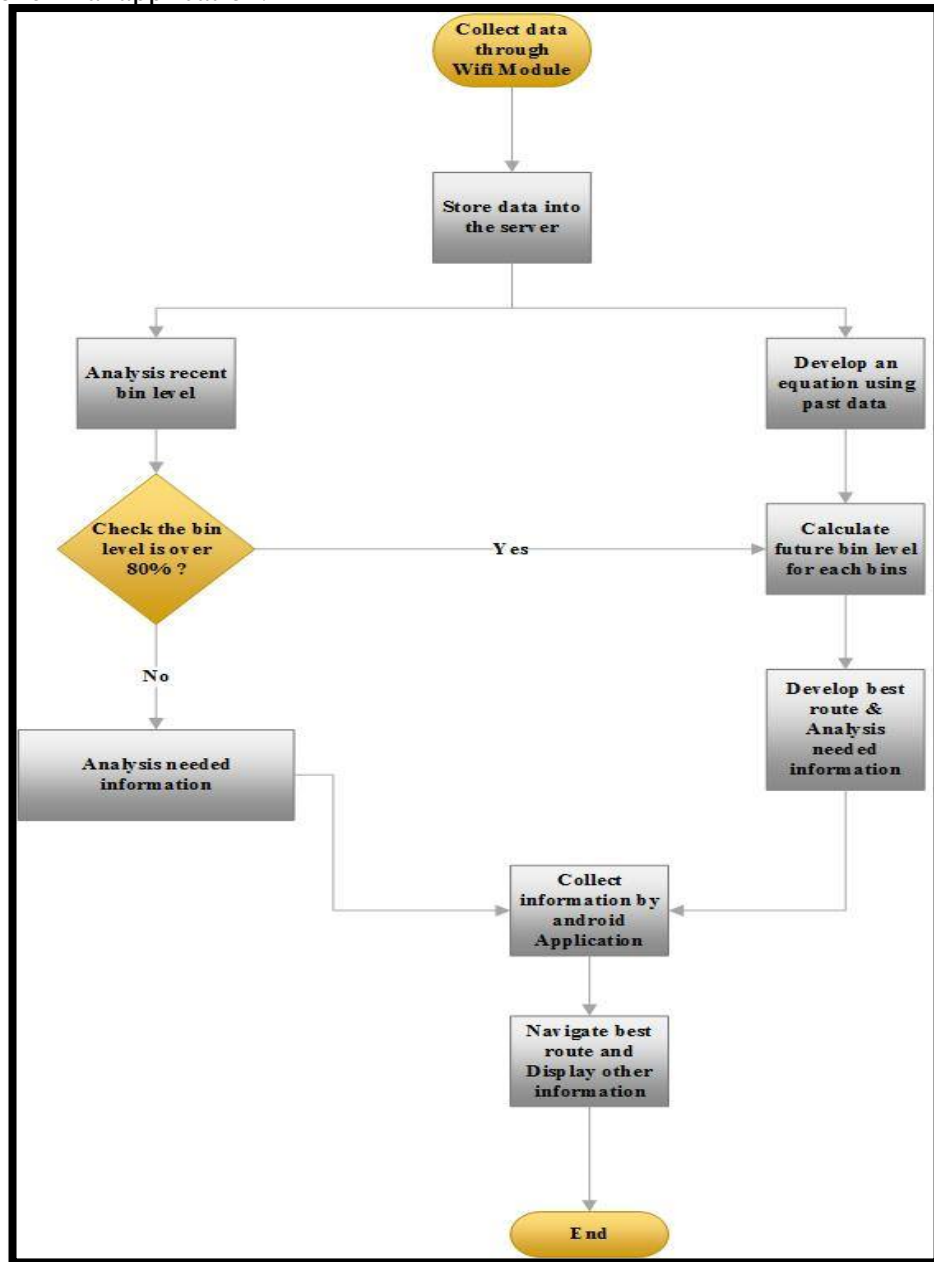 Collect data
through
Wifi Module
Store data into
the server
Analysis recent
bin level
Develop an
equation using
past data
Check the bin
level is over
80% ?
Yes
Calculate
future bin level
for each bins
No
Develop best
route &
Analysis
needed
information
Analysis needed
information
Collect
information by
android
Application
Navigate best
route and
Display other
information
End